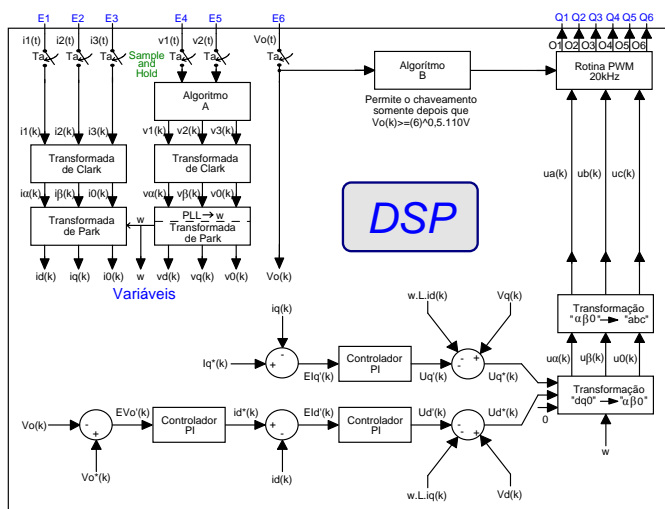 E1 E2 E3 E4 E5 E6 Q1 Q2 Q3 Q4 Q5 Q6
i1(t) i2(t) i3(t) v1(t) v2(t) Vo(t) O1 O2 O3 O4 O5 O6
Ta Ta Ta Ta Ta Ta
Sample
and
Hold
Algorítmo
A
Algorítmo
B
Rotina PWM
20kHz
Permite o chaveamento
somente depois que
Vo(k)>=(6)^0,5.110V
i1(k) i2(k) i3(k) v1(k) v2(k) v3(k)
Transformada
de Clark
Transformada
de Clark
ua(k) ub(k) uc(k)
iα(k) iβ(k) i0(k) vα(k) vβ(k) v0(k)
Transformada
de Park
w
PLL w
Transformada
de Park
DSP
id(k) iq(k) i0(k) w vd(k) vq(k) v0(k) Vo(k)
Variáveis
iq(k)
w.L.id(k)
Vq(k)
Transformação
"αβ0" "abc"
Iq*(k)
+
-
EIq'(k)
Controlador
PI
Uq'(k)
-
+
-
Uq*(k)
uα(k) uβ(k) u0(k)
Transformação
"dq0" "αβ0"
0
w
Vo(k)
-
+
EVo'(k)
Controlador
PI
id*(k)
+
-
EId'(k)
Controlador
PI
Ud'(k)
-
-
+
Ud*(k)
Vo*(k)
id(k)
w.L.iq(k)
Vd(k)